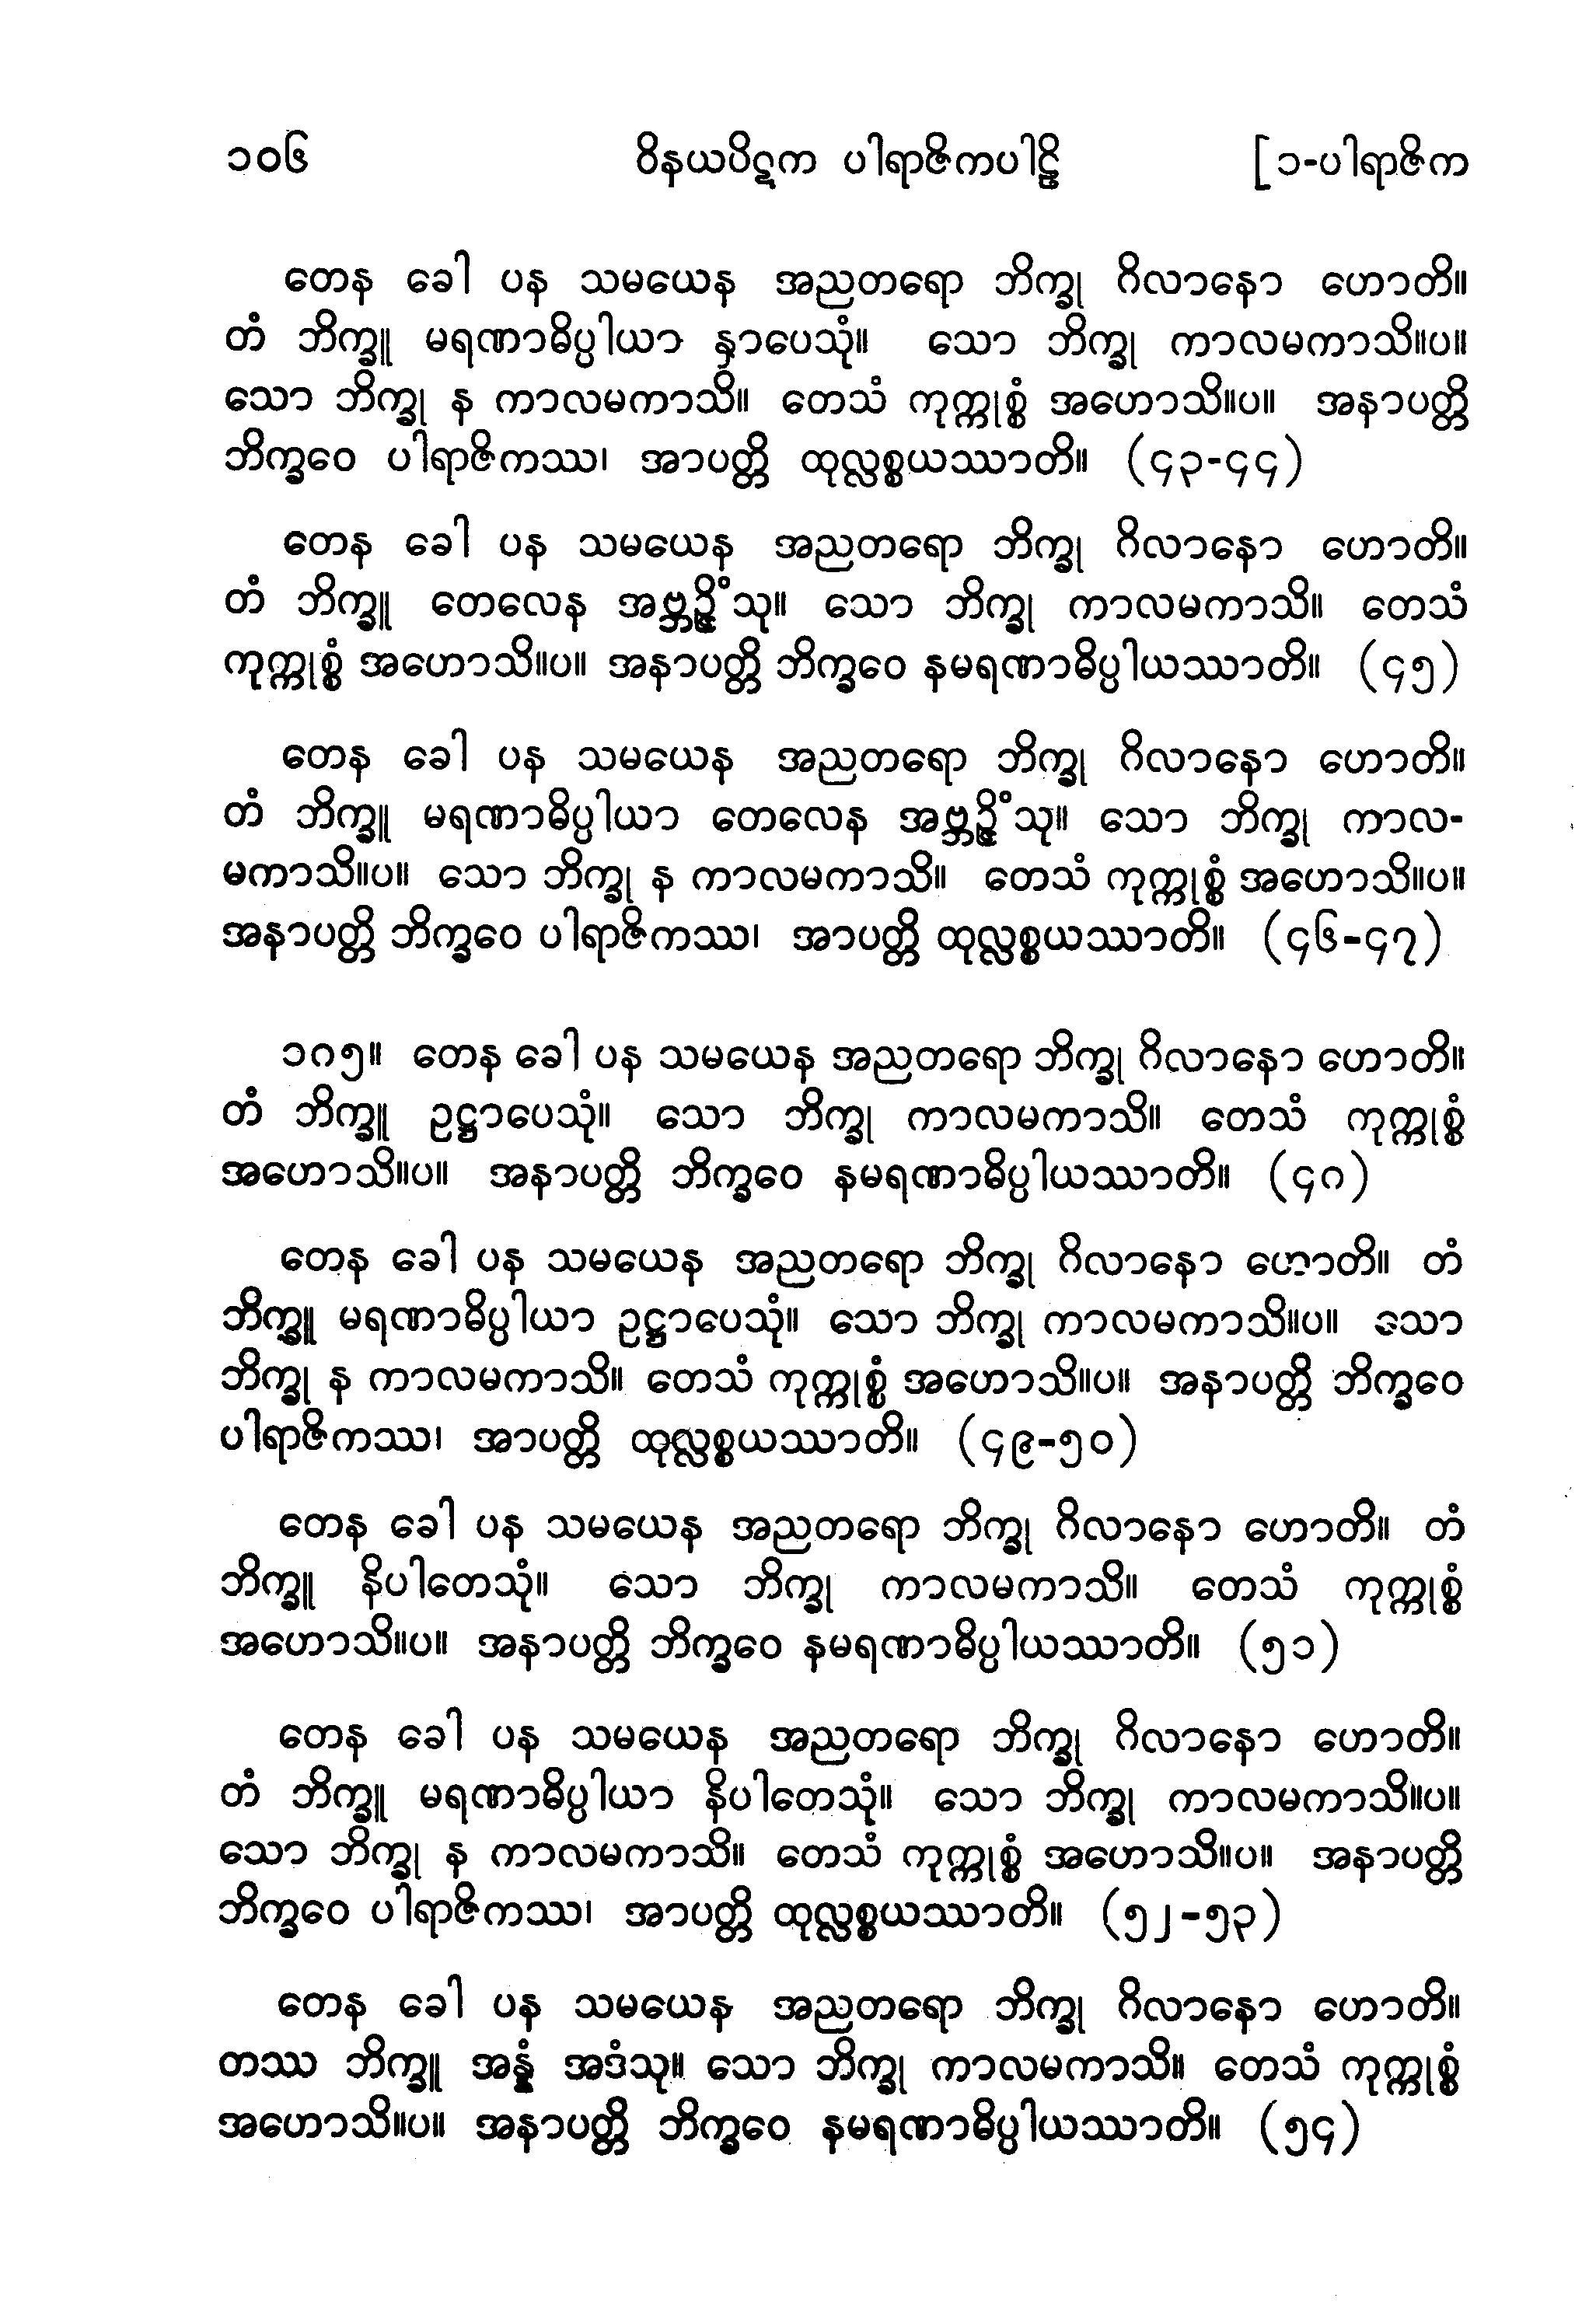 ၁၀၆ ဝိနယပိဋက ပါရာဇိကပါဠိ [၁-ပါရာဇိက
တေန ခေါ ပန သမယေန အညတရော ဘိက္ခု ဂိလာနော ဟောတိ။
တံ ဘိက္ခူ မရဏာဓိပ္ပါယာ နှာပေသုံ။ သော ဘိက္ခု ကာလမကာသိ။ပ။
သော ဘိက္ခု န ကာလမကာသိ။ တေသံ ကုက္ကုစ္စံ အဟောသိ။ပ။ အနာပတ္တိ
ဘိက္ခဝေ ပါရာဇိကဿ၊ အာပတ္တိ ထုလ္လစ္စယဿာတိ။ (၄၃-၄၄)
တေန ခေါ ပန သမယေန အညတရော ဘိက္ခု ဂိလာနော ဟောတိ။
တံ ဘိက္ခူ တေလေန အဗ္ဘဉ္ဇိံသု။ သော ဘိက္ခု ကာလမကာသိ။ တေသံ
ကုက္ကုစ္စံ အဟောသိ။ပ။ အနာပတ္တိ ဘိက္ခဝေ နမရဏာဓိပ္ပါယဿာတိ။ (၄၅)
တေန ခေါ ပန သမယေန အညတရော ဘိက္ခု ဂိလာနော ဟောတိ။
တံ ဘိက္ခူ မရဏာဓိပ္ပါယာ တေလေန အဗ္ဘဉ္ဇိံသု။ သော ဘိက္ခု ကာလ-
မကာသိ။ပ။ သော ဘိက္ခု န ကာလမကာသိ။ တေသံ ကုက္ကုစ္စံ အဟောသိ။ပ။
အနာပတ္တိ ဘိက္ခဝေ ပါရာဇိကဿ၊ အာပတ္တိ ထုလ္လစ္စယဿာတိ။ (၄၆-၄၇)
၁၈၅။ တေန ခေါ ပန သမယေန အညတရော ဘိက္ခု ဂိလာနော ဟောတိ။
တံ ဘိက္ခူ ဥဋ္ဌာပေသုံ။ သော ဘိက္ခု ကာလမကာသိ။ တေသံ ကုက္ကုစ္စံ
အဟောသိ။ပ။ အနာပတ္တိ ဘိက္ခဝေ နမရဏာဓိပ္ပါယဿာတိ။ (၄၈)
တေန ခေါ ပန သမယေန အညတရော ဘိက္ခု ဂိလာနော ဟောတိ။ တံ
ဘိက္ခူ မရဏာဓိပ္ပါယာ ဥဋ္ဌာပေသုံ။ သော ဘိက္ခု ကာလမကာသိ။ပ။ သော
ဘိက္ခု န ကာလမကာသိ။ တေသံ ကုက္ကုစ္စံ အဟောသိ။ပ။ အနာပတ္တိ ဘိက္ခဝေ
ပါရာဇိကဿ၊ အာပတ္တိ ထုလ္လစ္စယဿာတိ။ (၄၉-၅၀)
တေန ခေါ ပန သမယေန အညတရော ဘိက္ခု ဂိလာနော ဟောတိ။ တံ
ဘိက္ခူ နိပါတေသုံ။ သော ဘိက္ခု ကာလမကာသိ။ တေသံ ကုက္ကုစ္စံ
အဟောသိ။ပ။ အနာပတ္တိ ဘိက္ခဝေ နမရဏာဓိပ္ပါယဿာတိ။ (၅၁)
တေန ခေါ ပန သမယေန အညတရော ဘိက္ခု ဂိလာနော ဟောတိ။
တံ ဘိက္ခူ မရဏာဓိပ္ပါယာ နိပါတေသုံ။ သော ဘိက္ခု ကာလမကာသိ။ပ။
သော ဘိက္ခု န ကာလမကာသိ။ တေသံ ကုက္ကုစ္စံ အဟောသိ။ပ။ အနာပတ္တိ
ဘိက္ခဝေ ပါရာဇိကဿ၊ အာပတ္တိ ထုလ္လစ္စယဿာတိ။ (၅၂-၅၃)
တေန ခေါ ပန သမယေန အညတရော ဘိက္ခု ဂိလာနော ဟောတိ။
တဿ ဘိက္ခူ အန္နံ အဒံသု။ သော ဘိက္ခု ကာလမကာသိ။ တေသံ ကုက္ကုစ္စံ
အဟောသိ။ပ။ အနာပတ္တိ ဘိက္ခဝေ နမရဏာဓိပ္ပါယဿာတိ။ (၅၄)